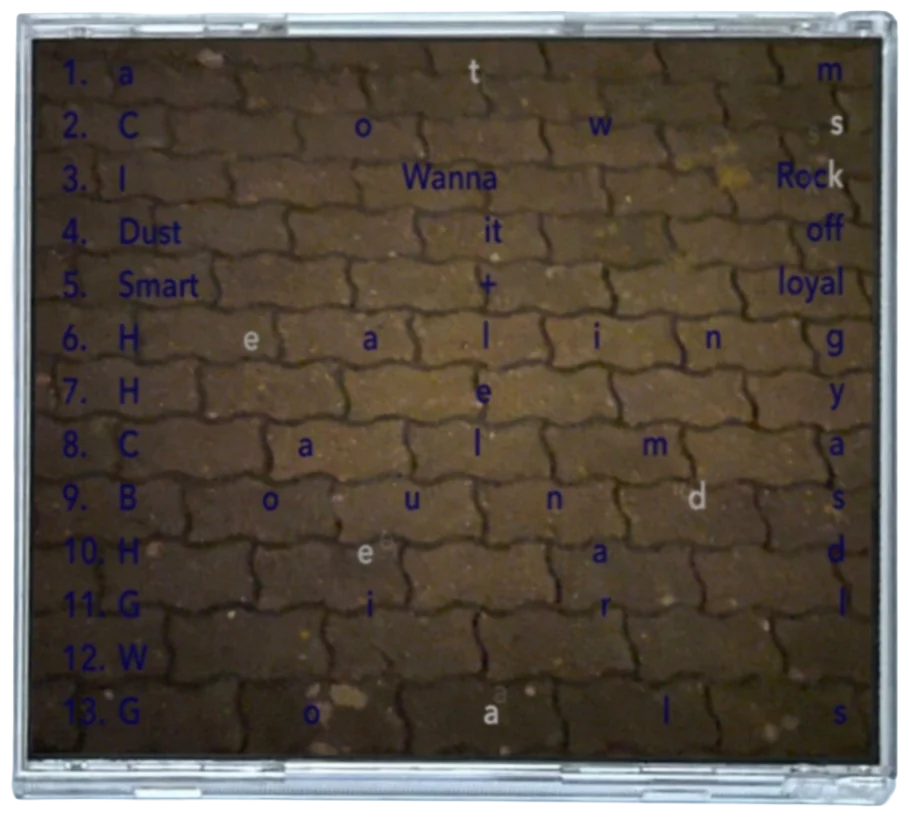 1. a t m
2. C o w s
3. I Wanna Rock
4. Dust it off
5. Smart + loyal
6. H e a l i n g
7. H e y
8. C a l m a
9. B o u n d s
10. H e a d
11. G i r l
12. W
13. G o a l s